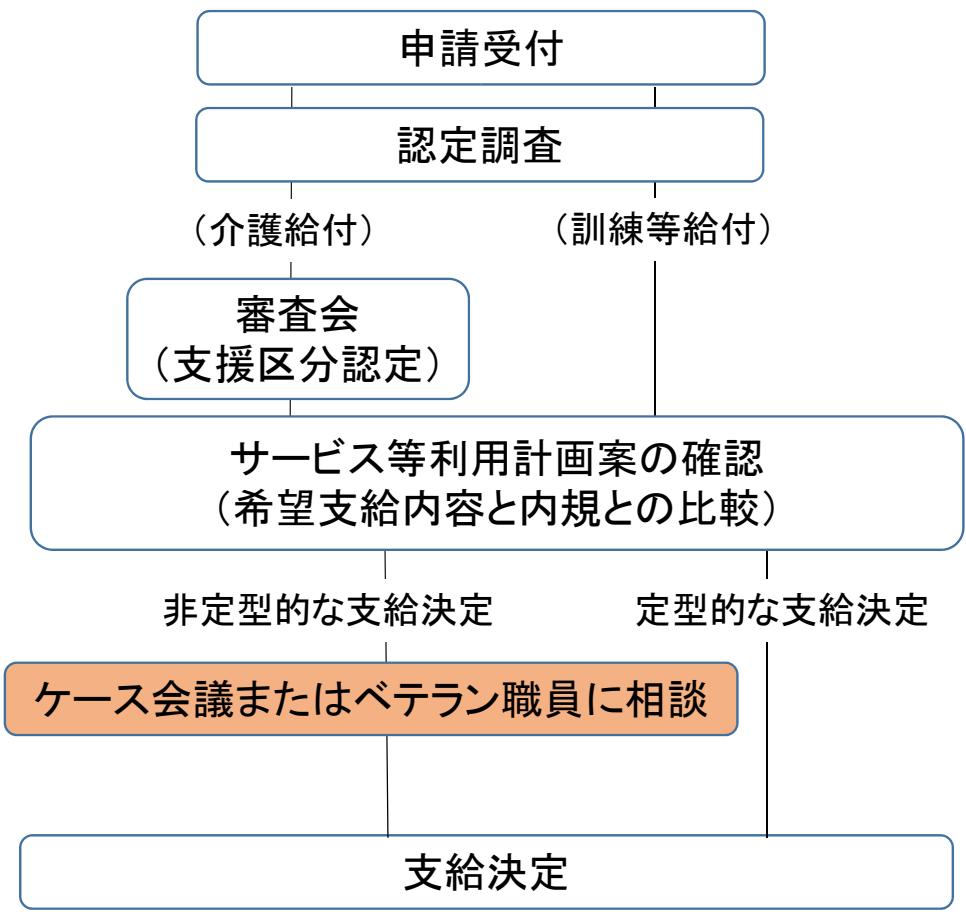 申請受付
認定調査
（介護給付）
（訓練等給付）
審査会
（支援区分認定）
サービス等利用計画案の確認
（希望支給内容と内規との比較）
非定型的な支給決定
定型的な支給決定
ケース会議またはベテラン職員に相談
支給決定